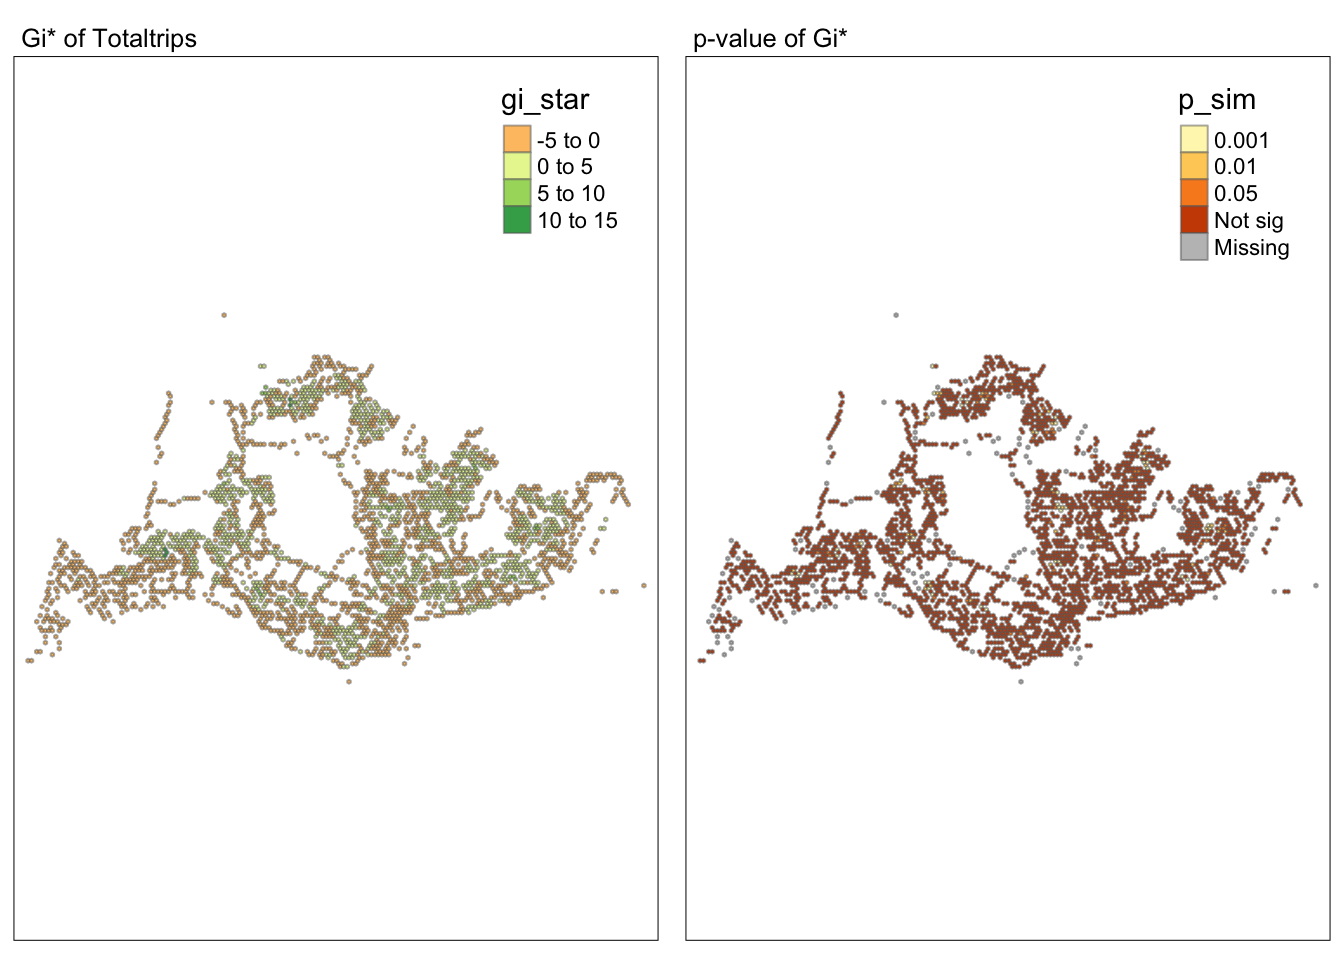 Gi* of Totaltrips
gi_star
-5 to 0
0 to 5
5 to 10
10 to 15
p-value of Gi*
p_sim
0.001
0.01
0.05
Not sig
Missing